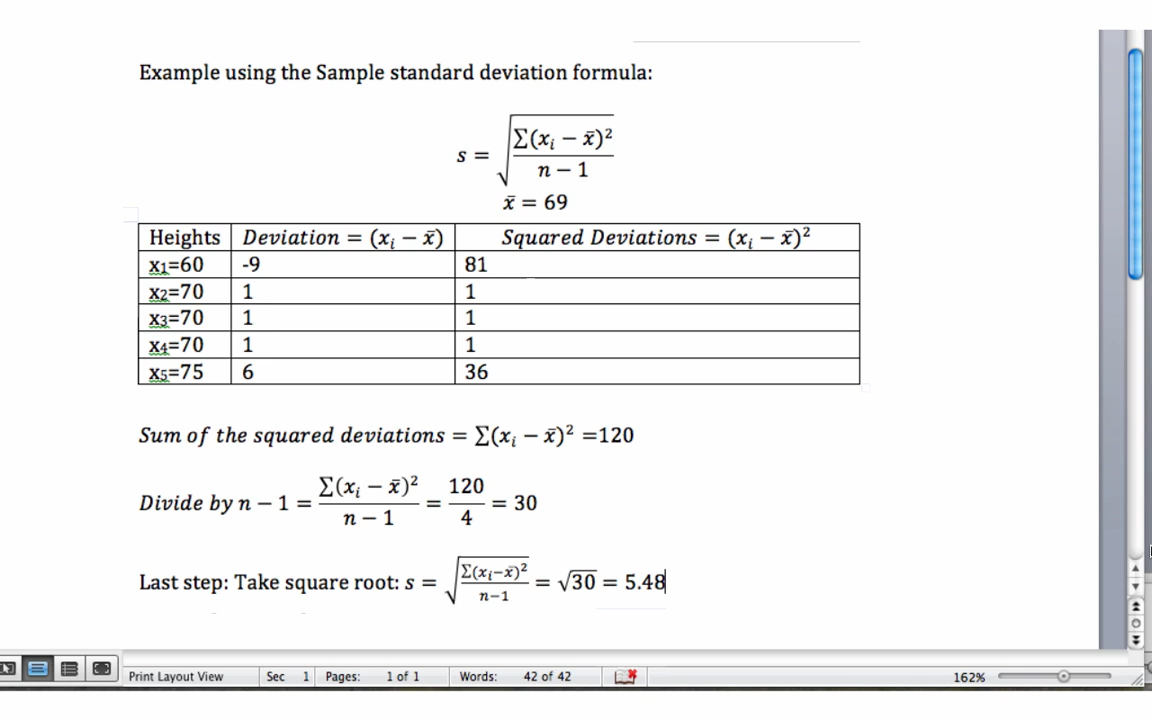 Example using the Sample standard deviation formula:
s = √(∑(xᵢ − x̄)² / n − 1)
x̄ = 69
Heights Deviation = (xᵢ − x̄) Squared Deviations = (xᵢ − x̄)²
x₁=60 -9 81
x₂=70 1 1
x₃=70 1 1
x₄=70 1 1
x₅=75 6 36
Sum of the squared deviations = ∑(xᵢ − x̄)² =120
Divide by n − 1 = ∑(xᵢ − x̄)² / n − 1 = 120 / 4 = 30
Last step: Take square root: s = √(∑(xᵢ−x̄)² / n−1) = √30 = 5.48
Print Layout View Sec 1 Pages: 1 of 1 Words: 42 of 42 162%